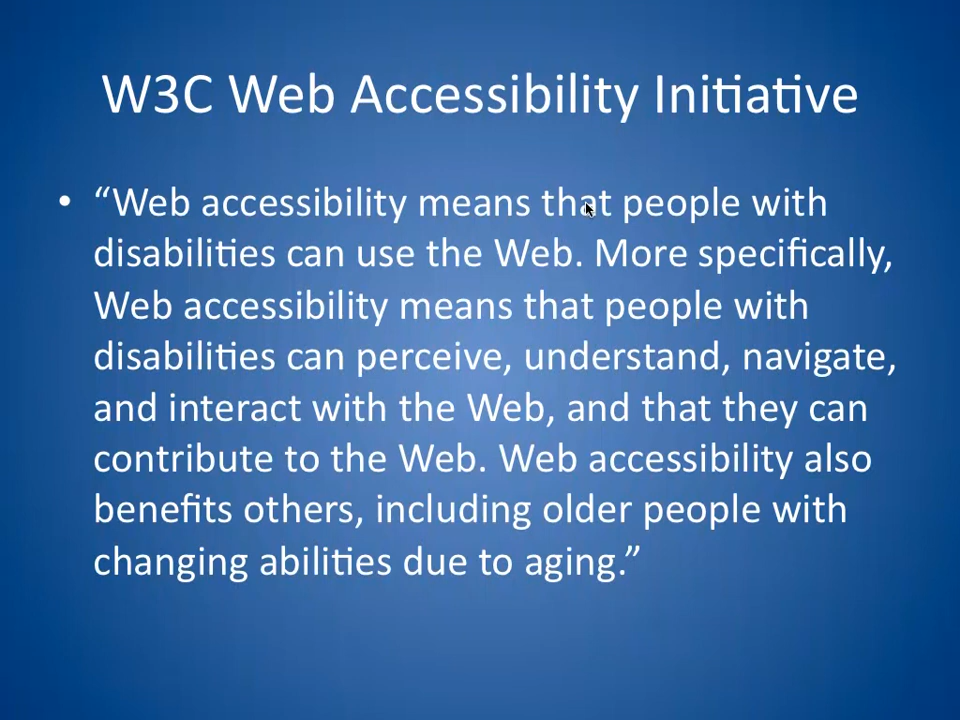 W3C Web Accessibility Initiative
• “Web accessibility means that people with
disabilities can use the Web. More specifically,
Web accessibility means that people with
disabilities can perceive, understand, navigate,
and interact with the Web, and that they can
contribute to the Web. Web accessibility also
benefits others, including older people with
changing abilities due to aging.”